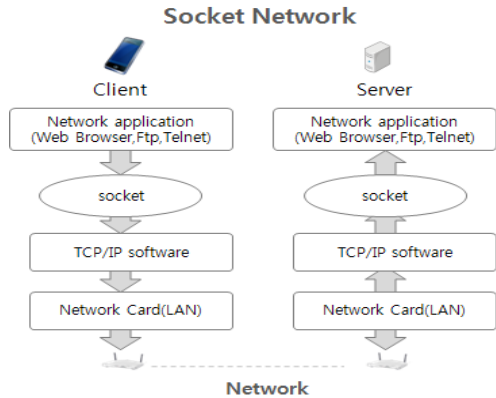 Socket Network
Client
Server
Network application
(Web Browser,Ftp,Telnet)
Network application
(Web Browser,Ftp,Telnet)
socket
socket
TCP/IP software
TCP/IP software
Network Card(LAN)
Network Card(LAN)
Network